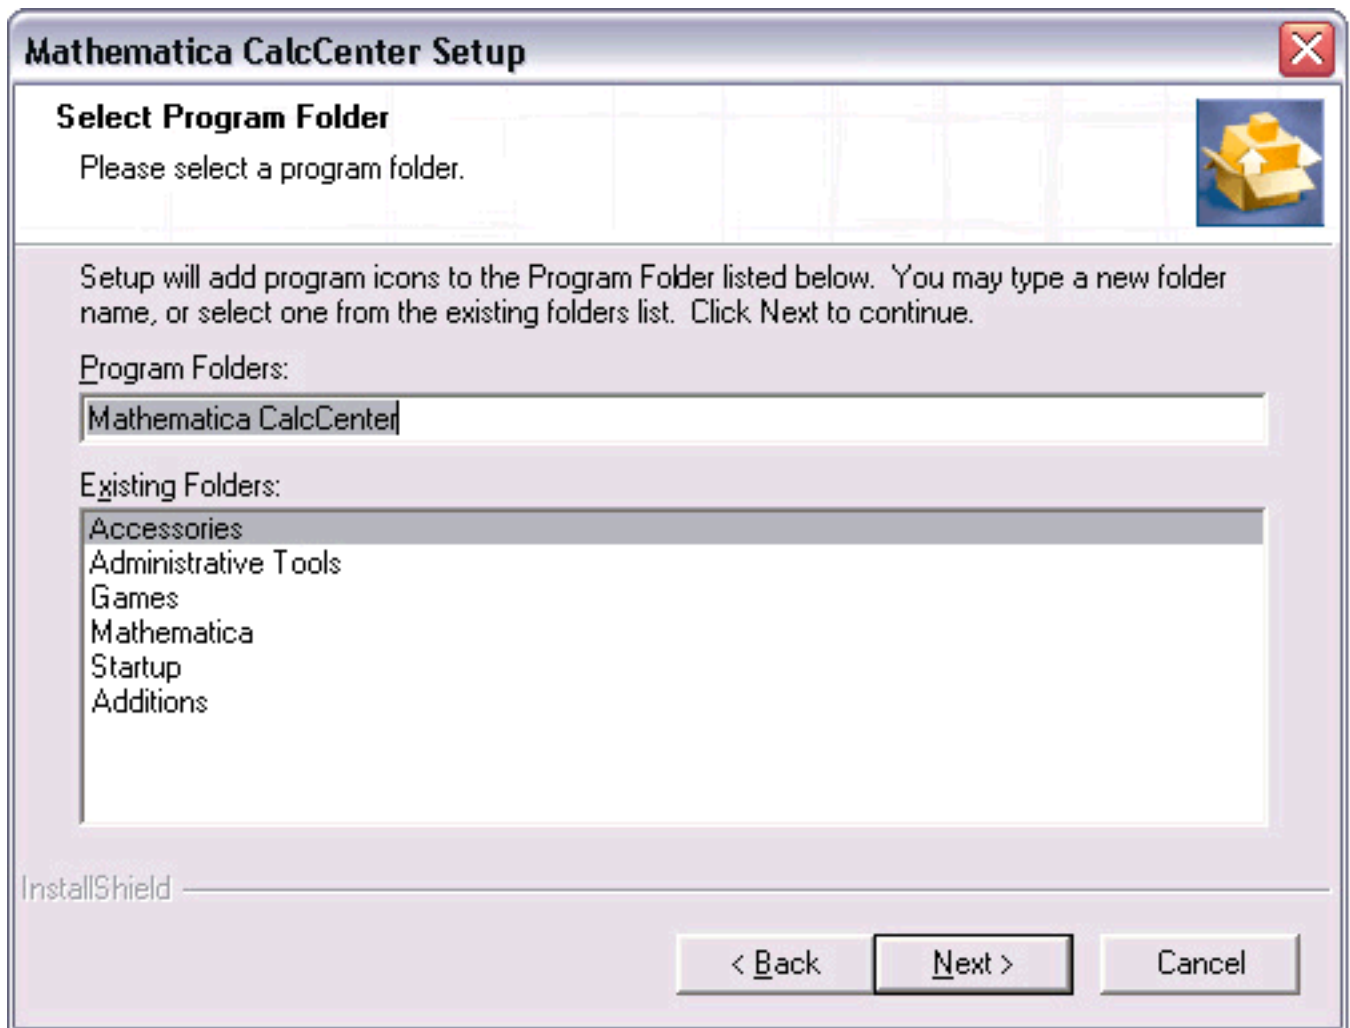 Mathematica CalcCenter Setup
Select Program Folder
Please select a program folder.
Setup will add program icons to the Program Folder listed below.  You may type a new folder
name, or select one from the existing folders list.  Click Next to continue.
Program Folders:
Mathematica CalcCenter
Existing Folders:
Accessories
Administrative Tools
Games
Mathematica
Startup
Additions
InstallShield
< Back
Next >
Cancel